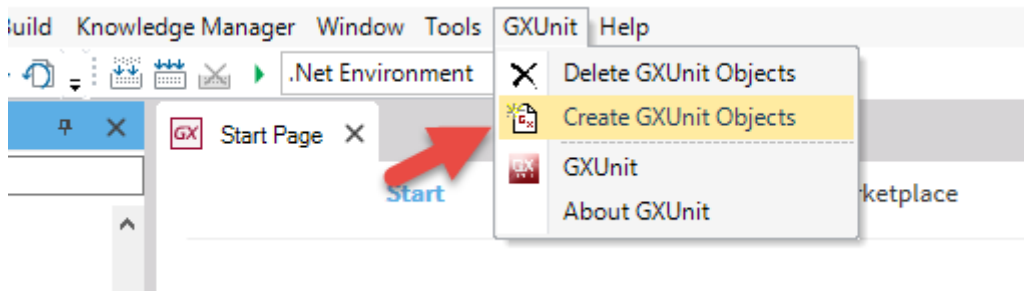 Build Knowledge Manager Window Tools GXUnit Help
.Net Environment
Delete GXUnit Objects
Create GXUnit Objects
GXUnit
About GXUnit
GX Start Page
Start
rketplace